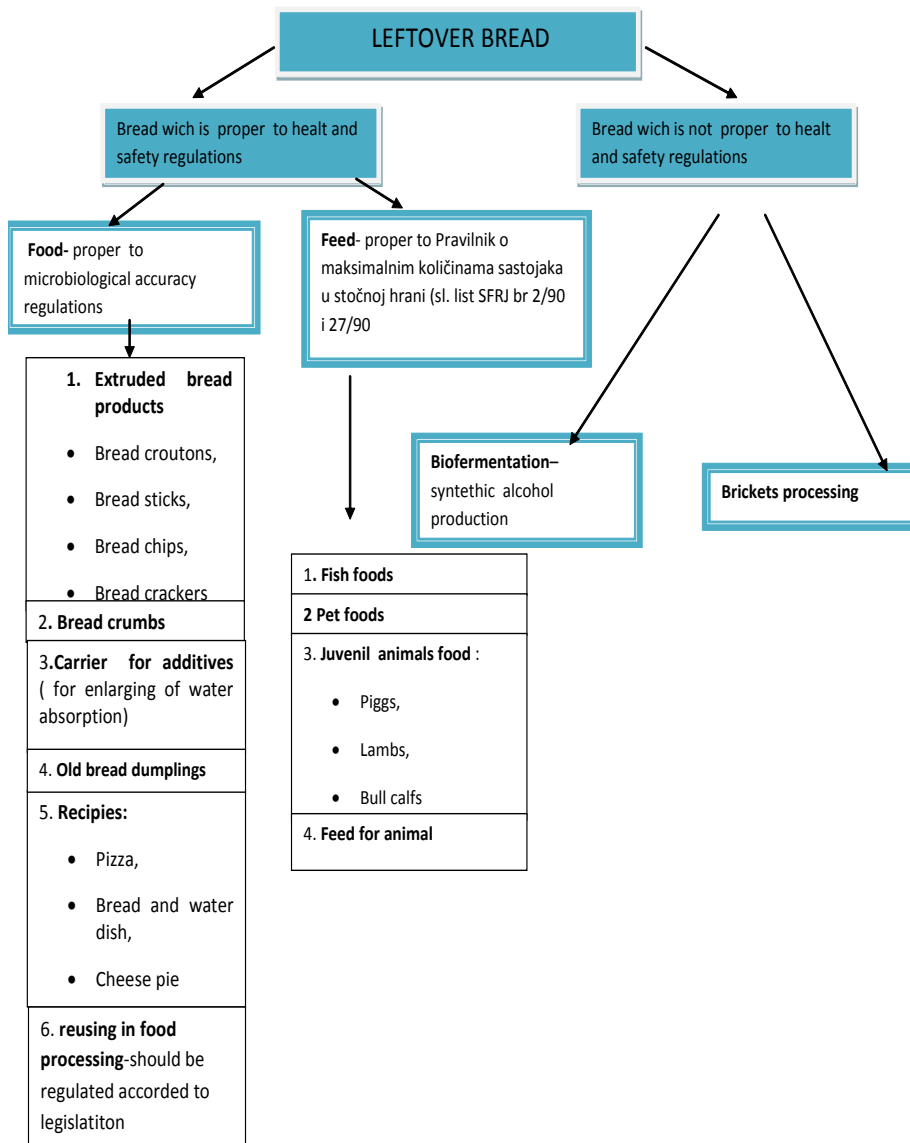 LEFTOVER BREAD
Bread wich is proper to healt and
safety regulations
Bread wich is not proper to healt
and safety regulations
Food- proper to
microbiological accuracy
regulations
Feed- proper to Pravilnik o
maksimalnim količinama sastojaka
u stočnoj hrani (sl. list SFRJ br 2/90
i 27/90
1. Extruded bread
products
• Bread croutons,
• Bread sticks,
• Bread chips,
• Bread crackers
2. Bread crumbs
3.Carrier for additives
( for enlarging of water
absorption)
4. Old bread dumplings
5. Recipies:
• Pizza,
• Bread and water
dish,
• Cheese pie
6. reusing in food
processing-should be
regulated accorded to
legislatiton
1. Fish foods
2 Pet foods
3. Juvenil animals food :
• Piggs,
• Lambs,
• Bull calfs
4. Feed for animal
Biofermentation–
syntethic alcohol
production
Brickets processing